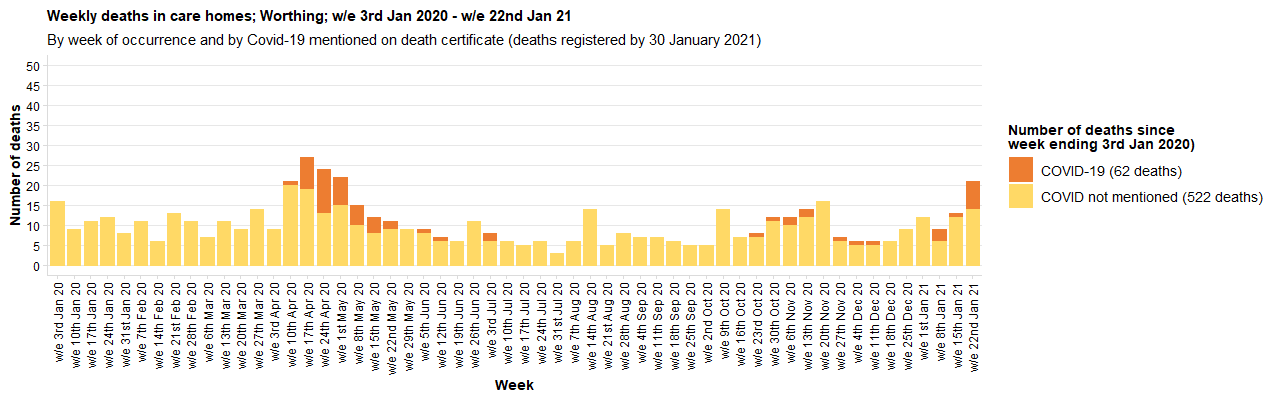 Weekly deaths in care homes; Worthing; w/e 3rd Jan 2020 - w/e 22nd Jan 21
By week of occurrence and by Covid-19 mentioned on death certificate (deaths registered by 30 January 2021)
Number of deaths
50
45
40
35
30
25
20
15
10
5
0
w/e 3rd Jan 20
w/e 10th Jan 20
w/e 17th Jan 20
w/e 24th Jan 20
w/e 31st Jan 20
w/e 7th Feb 20
w/e 14th Feb 20
w/e 21st Feb 20
w/e 28th Feb 20
w/e 6th Mar 20
w/e 13th Mar 20
w/e 20th Mar 20
w/e 27th Mar 20
w/e 3rd Apr 20
w/e 10th Apr 20
w/e 17th Apr 20
w/e 24th Apr 20
w/e 1st May 20
w/e 8th May 20
w/e 15th May 20
w/e 22nd May 20
w/e 29th May 20
w/e 5th Jun 20
w/e 12th Jun 20
w/e 19th Jun 20
w/e 26th Jun 20
w/e 3rd Jul 20
w/e 10th Jul 20
w/e 17th Jul 20
w/e 24th Jul 20
w/e 31st Jul 20
w/e 7th Aug 20
w/e 14th Aug 20
w/e 21st Aug 20
w/e 28th Aug 20
w/e 4th Sep 20
w/e 11th Sep 20
w/e 18th Sep 20
w/e 25th Sep 20
w/e 2nd Oct 20
w/e 9th Oct 20
w/e 16th Oct 20
w/e 23rd Oct 20
w/e 30th Oct 20
w/e 6th Nov 20
w/e 13th Nov 20
w/e 20th Nov 20
w/e 27th Nov 20
w/e 4th Dec 20
w/e 11th Dec 20
w/e 18th Dec 20
w/e 25th Dec 20
w/e 1st Jan 21
w/e 8th Jan 21
w/e 15th Jan 21
w/e 22nd Jan 21
Week
Number of deaths since
week ending 3rd Jan 2020)
COVID-19 (62 deaths)
COVID not mentioned (522 deaths)